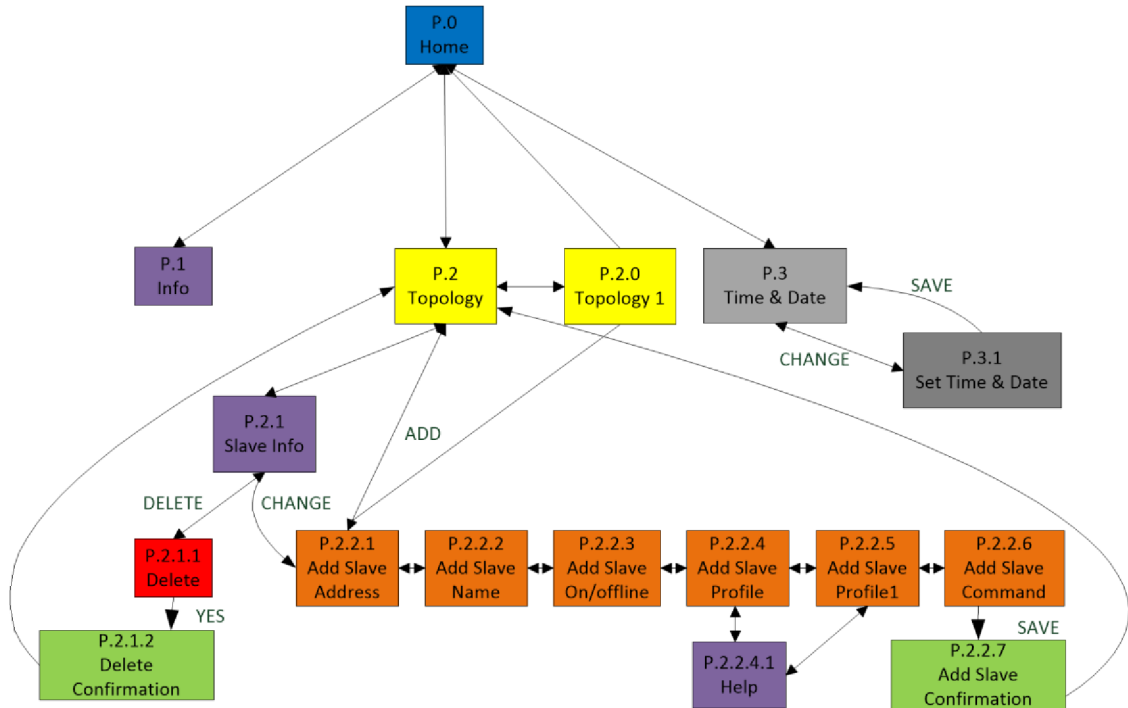 P.0
Home
P.1
Info
P.2
Topology
P.2.0
Topology 1
P.3
Time & Date
SAVE
CHANGE
P.3.1
Set Time & Date
P.2.1
Slave Info
ADD
DELETE
CHANGE
P.2.1.1
Delete
YES
P.2.1.2
Delete
Confirmation
P.2.2.1
Add Slave
Address
P.2.2.2
Add Slave
Name
P.2.2.3
Add Slave
On/offline
P.2.2.4
Add Slave
Profile
P.2.2.5
Add Slave
Profile1
P.2.2.6
Add Slave
Command
SAVE
P.2.2.4.1
Help
P.2.2.7
Add Slave
Confirmation